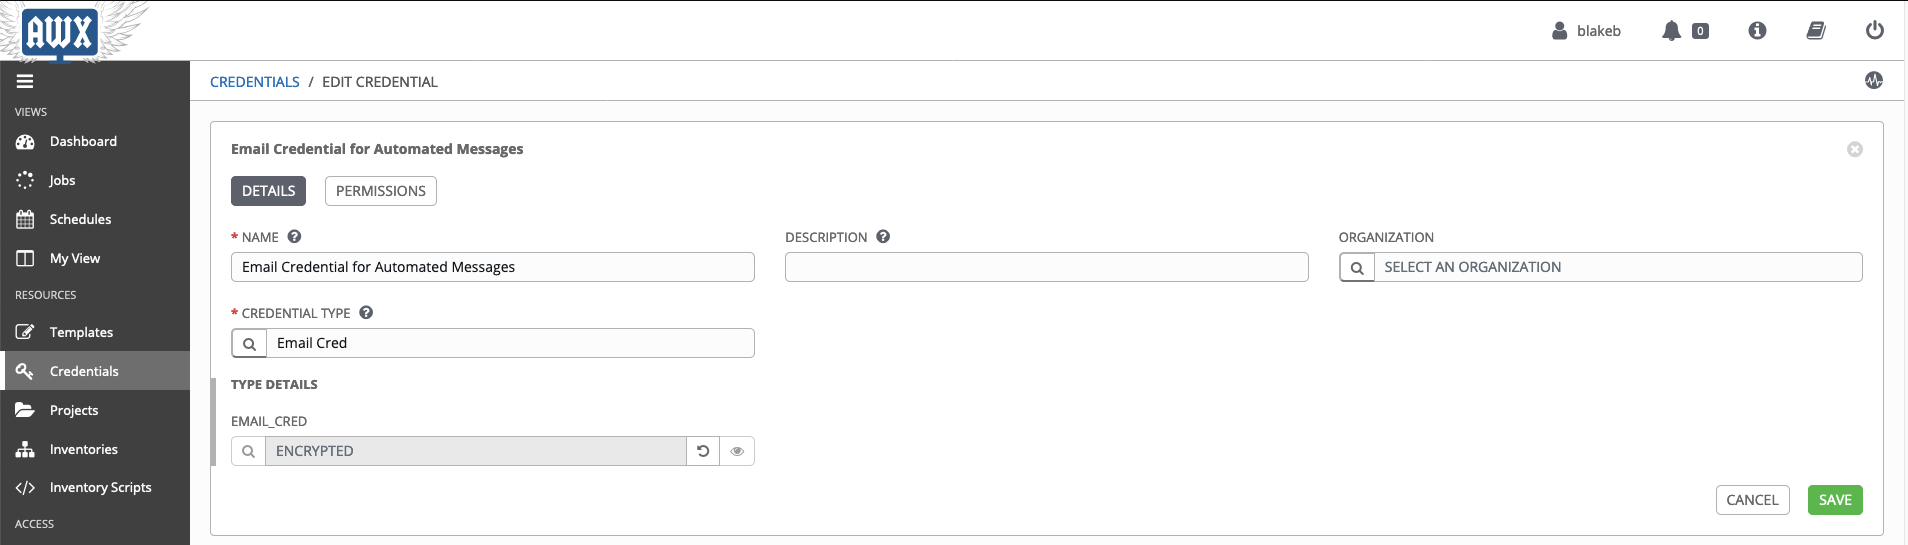 AWX
blakeb
0
CREDENTIALS / EDIT CREDENTIAL
VIEWS
Dashboard
Jobs
Schedules
My View
RESOURCES
Templates
Credentials
Projects
Inventories
Inventory Scripts
ACCESS
Email Credential for Automated Messages
DETAILS
PERMISSIONS
* NAME
Email Credential for Automated Messages
DESCRIPTION
ORGANIZATION
SELECT AN ORGANIZATION
* CREDENTIAL TYPE
Email Cred
TYPE DETAILS
EMAIL_CRED
ENCRYPTED
CANCEL
SAVE